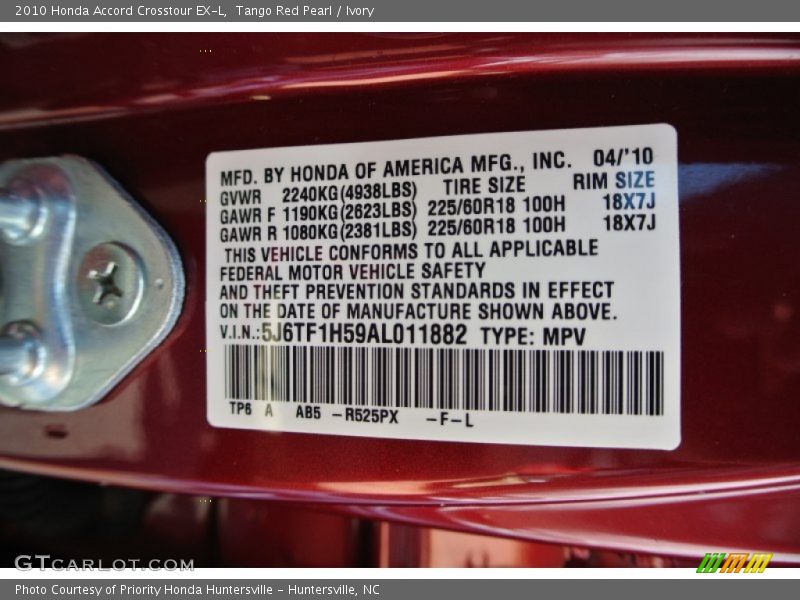 2010 Honda Accord Crosstour EX-L,  Tango Red Pearl / Ivory
MFD. BY HONDA OF AMERICA MFG., INC. 04/'10
GVWR 2240KG(4938LBS) TIRE SIZE RIM SIZE
GAWR F 1190KG(2623LBS) 225/60R18 100H 18X7J
GAWR R 1080KG(2381LBS) 225/60R18 100H 18X7J
THIS VEHICLE CONFORMS TO ALL APPLICABLE
FEDERAL MOTOR VEHICLE SAFETY
AND THEFT PREVENTION STANDARDS IN EFFECT
ON THE DATE OF MANUFACTURE SHOWN ABOVE.
V.I.N.:5J6TF1H59AL011882 TYPE: MPV
TP6 A AB5 -R525PX -F-L
GTCARLOT.COM
Photo Courtesy of Priority Honda Huntersville - Huntersville, NC